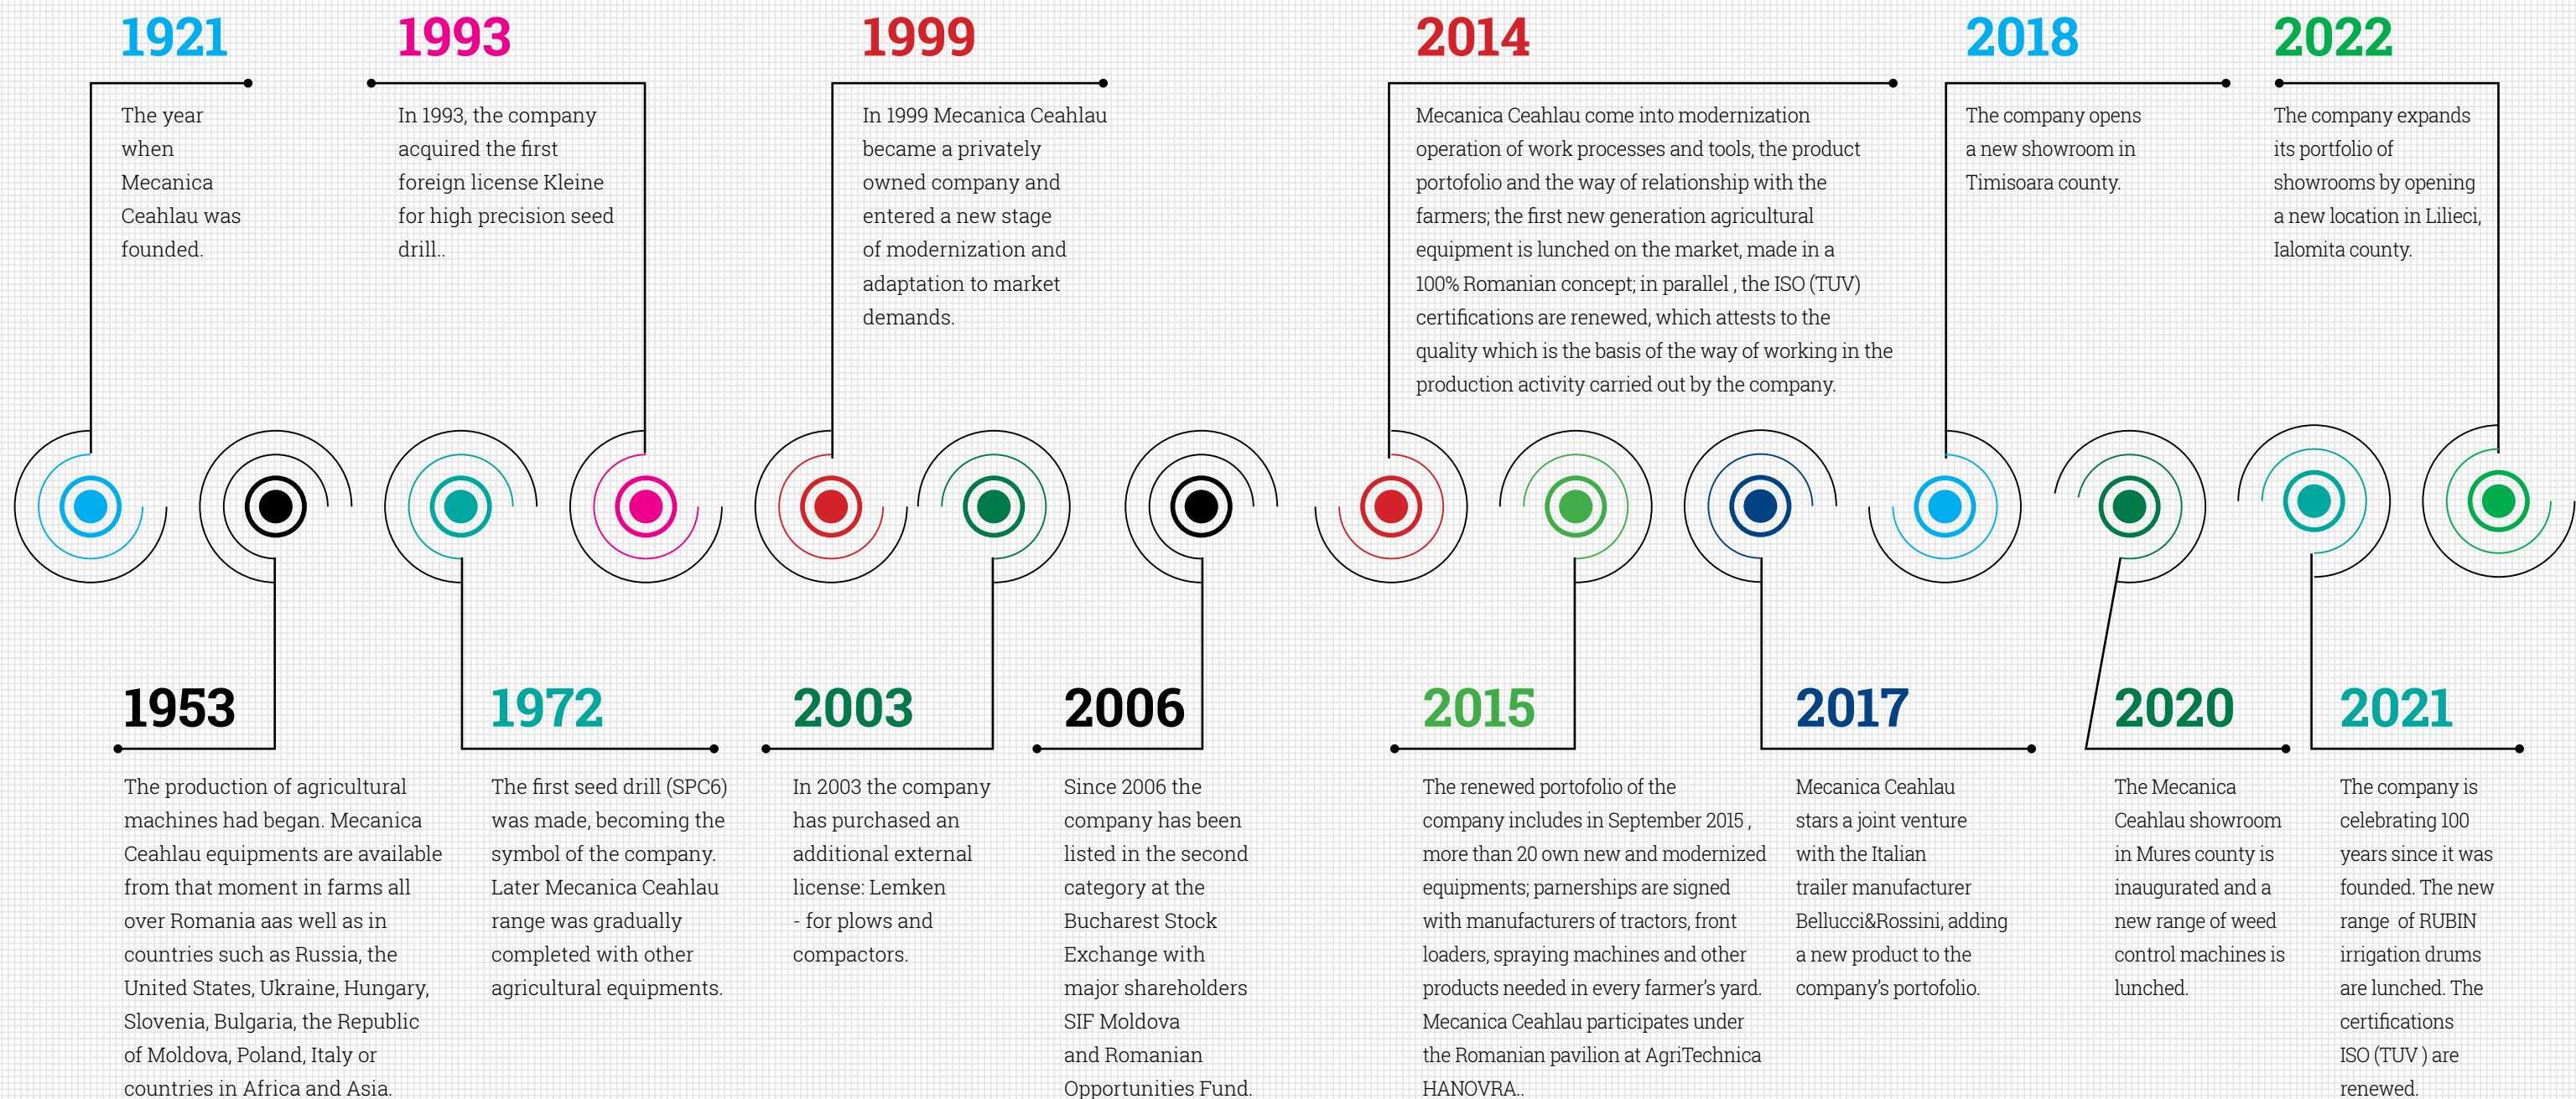 1921
The year
when
Mecanica
Ceahlau was
founded.
1993
In 1993, the company
acquired the first
foreign license Kleine
for high precision seed
drill..
1999
In 1999 Mecanica Ceahlau
became a privately
owned company and
entered a new stage
of modernization and
adaptation to market
demands.
2014
Mecanica Ceahlau come into modernization
operation of work processes and tools, the product
portofolio and the way of relationship with the
farmers; the first new generation agricultural
equipment is lunched on the market, made in a
100% Romanian concept; in parallel , the ISO (TUV)
certifications are renewed, which attests to the
quality which is the basis of the way of working in the
production activity carried out by the company.
2018
The company opens
a new showroom in
Timisoara county.
2022
The company expands
its portfolio of
showrooms by opening
a new location in Lilieci,
Ialomita county.
1953
The production of agricultural
machines had began. Mecanica
Ceahlau equipments are available
from that moment in farms all
over Romania aas well as in
countries such as Russia, the
United States, Ukraine, Hungary,
Slovenia, Bulgaria, the Republic
of Moldova, Poland, Italy or
countries in Africa and Asia.
1972
The first seed drill (SPC6)
was made, becoming the
symbol of the company.
Later Mecanica Ceahlau
range was gradually
completed with other
agricultural equipments.
2003
In 2003 the company
has purchased an
additional external
license: Lemken
- for plows and
compactors.
2006
Since 2006 the
company has been
listed in the second
category at the
Bucharest Stock
Exchange with
major shareholders
SIF Moldova
and Romanian
Opportunities Fund.
2015
The renewed portofolio of the
company includes in September 2015 ,
more than 20 own new and modernized
equipments; parnerships are signed
with manufacturers of tractors, front
loaders, spraying machines and other
products needed in every farmer's yard.
Mecanica Ceahlau participates under
the Romanian pavilion at AgriTechnica
HANOVRA..
2017
Mecanica Ceahlau
stars a joint venture
with the Italian
trailer manufacturer
Bellucci&Rossini, adding
a new product to the
company's portofolio.
2020
The Mecanica
Ceahlau showroom
in Mures county is
inaugurated and a
new range of weed
control machines is
lunched.
2021
The company is
celebrating 100
years since it was
founded. The new
range of RUBIN
irrigation drums
are lunched. The
certifications
ISO (TUV ) are
renewed.